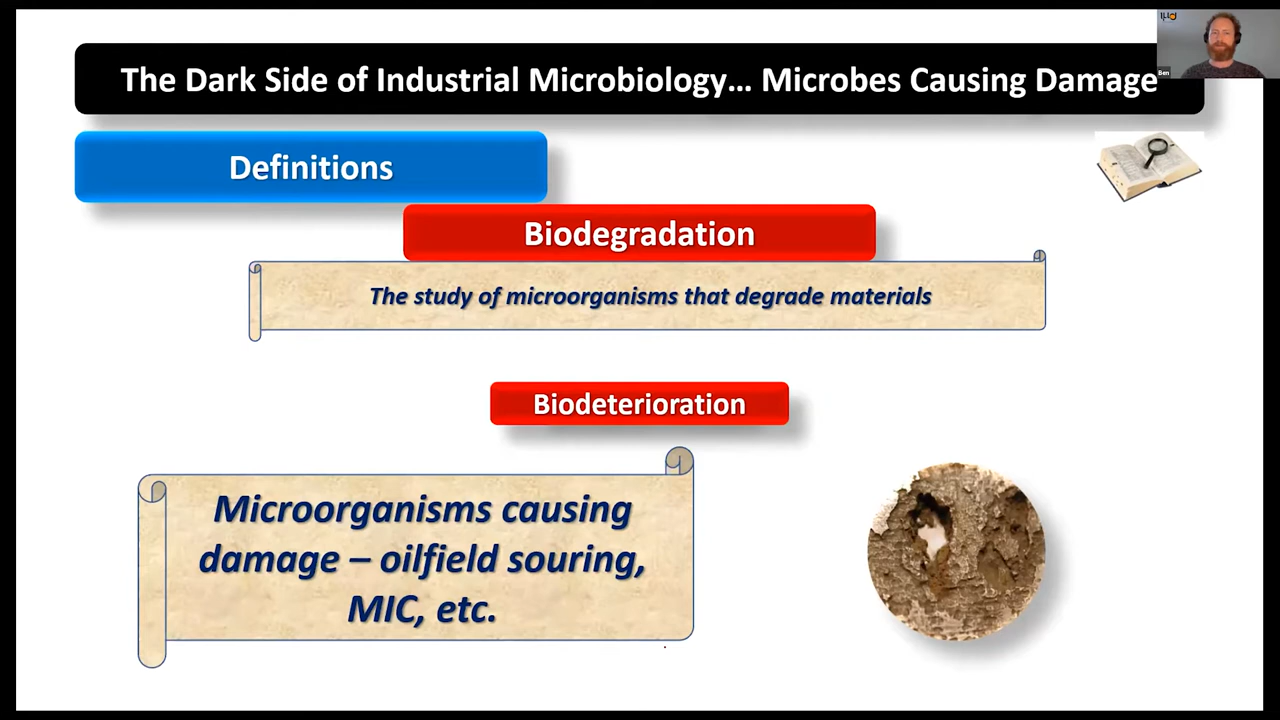 The Dark Side of Industrial Microbiology... Microbes Causing Damage
Ben
Definitions
Biodegradation
The study of microorganisms that degrade materials
Biodeterioration
Microorganisms causing
damage – oilfield souring,
MIC, etc.